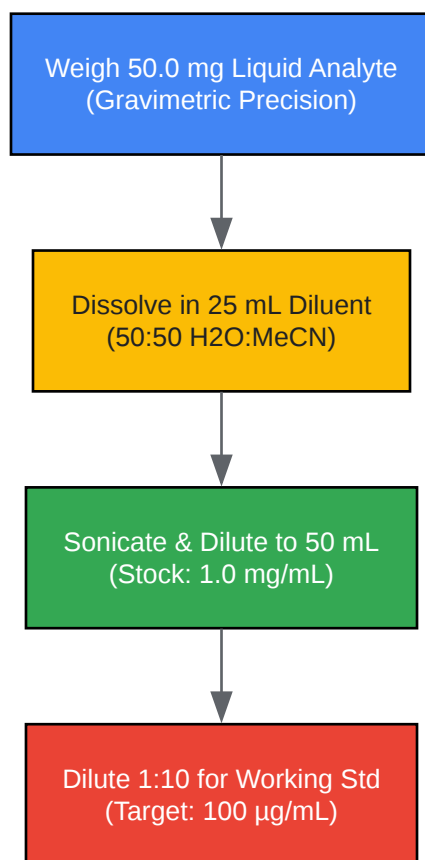 Weigh 50.0 mg Liquid Analyte
(Gravimetric Precision)
Dissolve in 25 mL Diluent
(50:50 H2O:MeCN)
Sonicate & Dilute to 50 mL
(Stock: 1.0 mg/mL)
Dilute 1:10 for Working Std
(Target: 100 µg/mL)